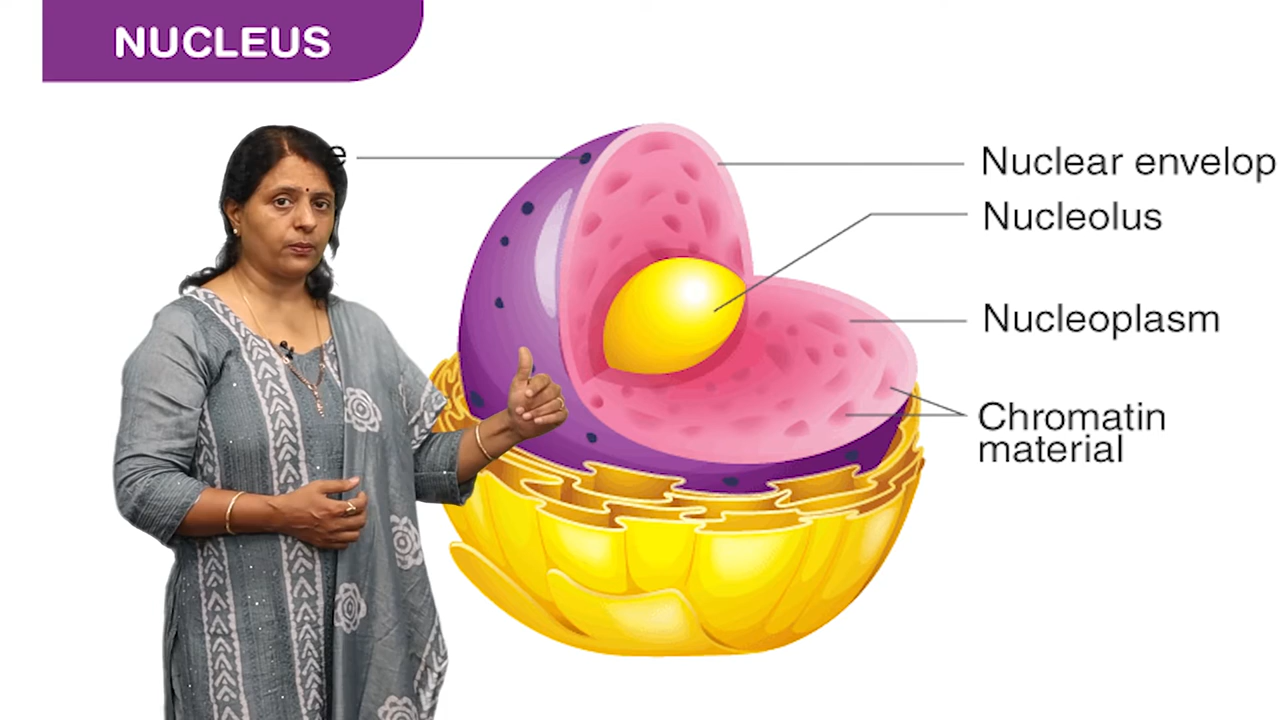 NUCLEUS
e
Nuclear envelop
Nucleolus
Nucleoplasm
Chromatin
material